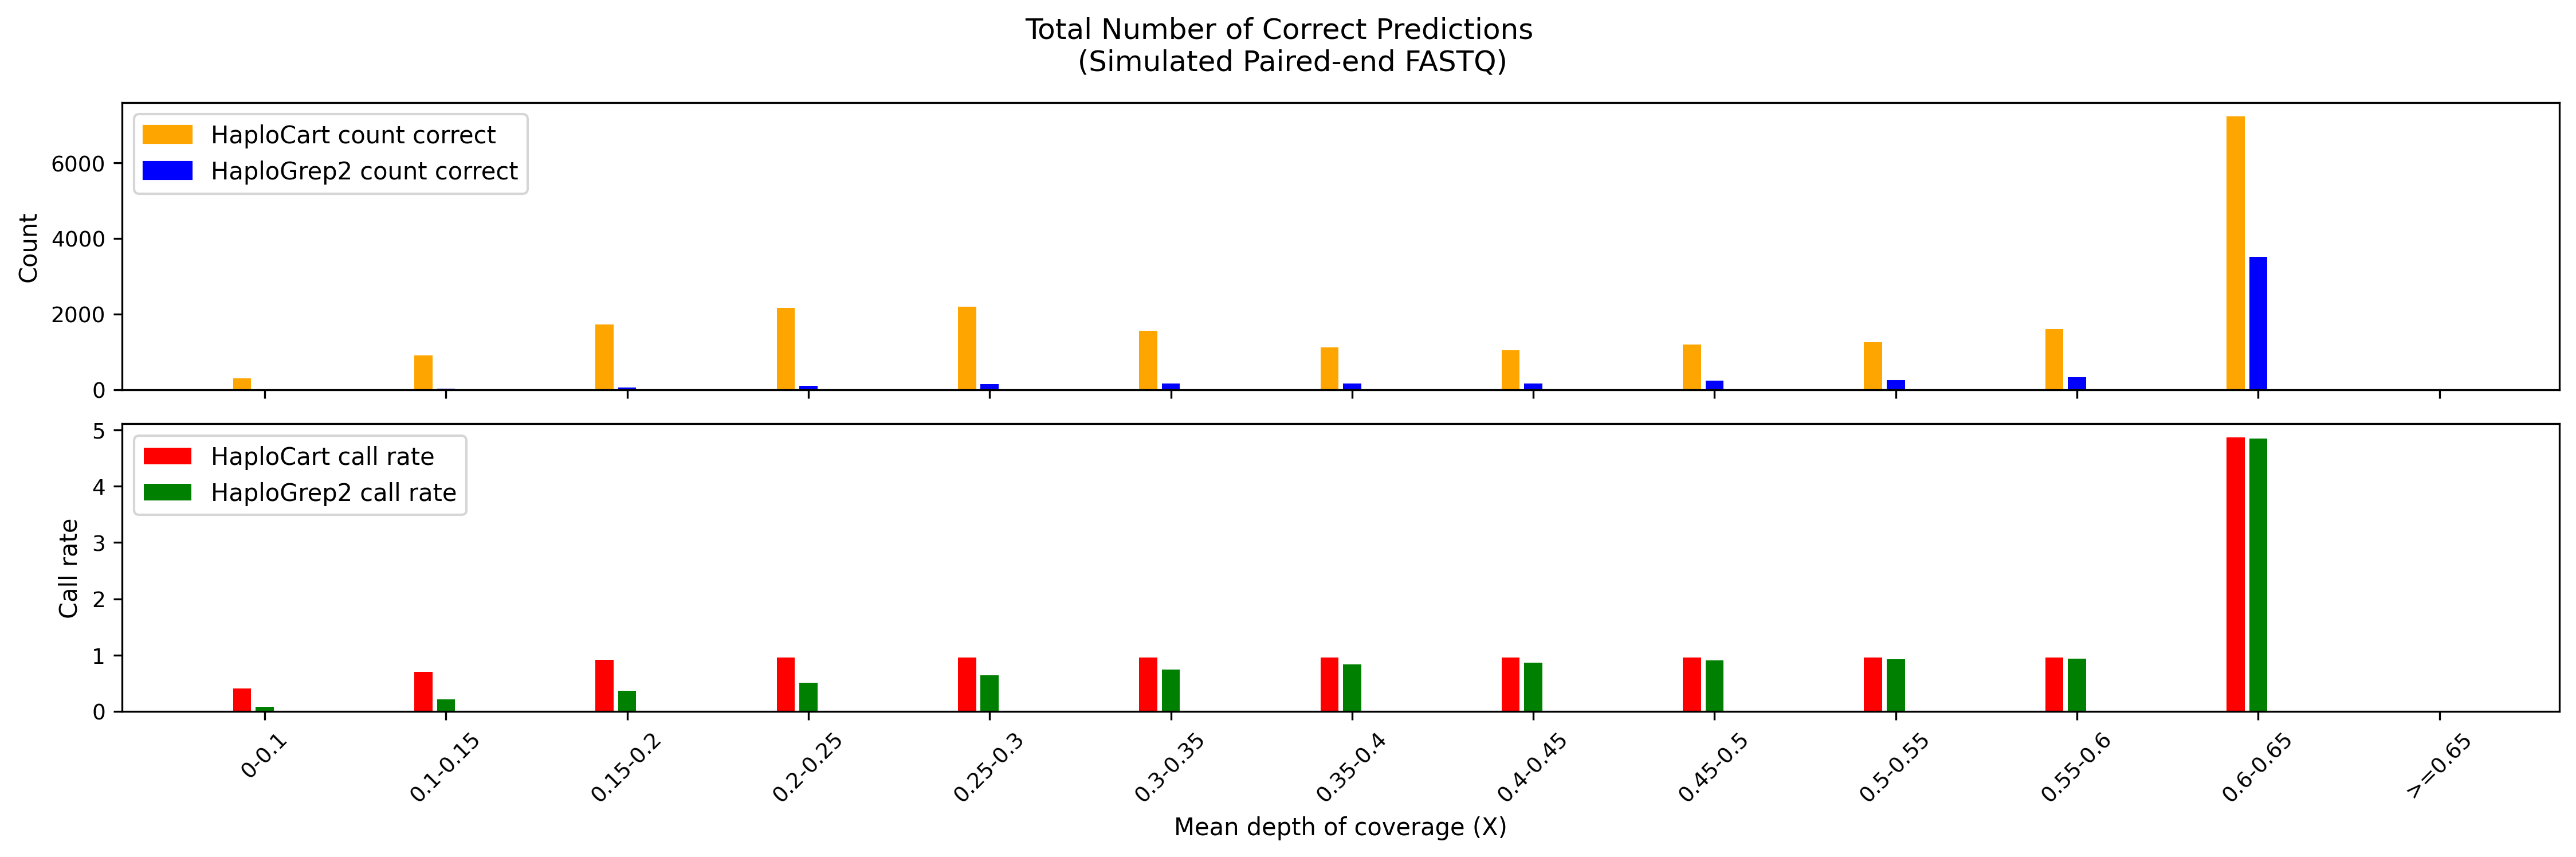 Total Number of Correct Predictions
(Simulated Paired-end FASTQ)
HaploCart count correct
HaploGrep2 count correct
Count
6000
4000
2000
0
HaploCart call rate
HaploGrep2 call rate
Call rate
5
4
3
2
1
0
0-0.1
0.1-0.15
0.15-0.2
0.2-0.25
0.25-0.3
0.3-0.35
0.35-0.4
0.4-0.45
0.45-0.5
0.5-0.55
0.55-0.6
0.6-0.65
>=0.65
Mean depth of coverage (X)